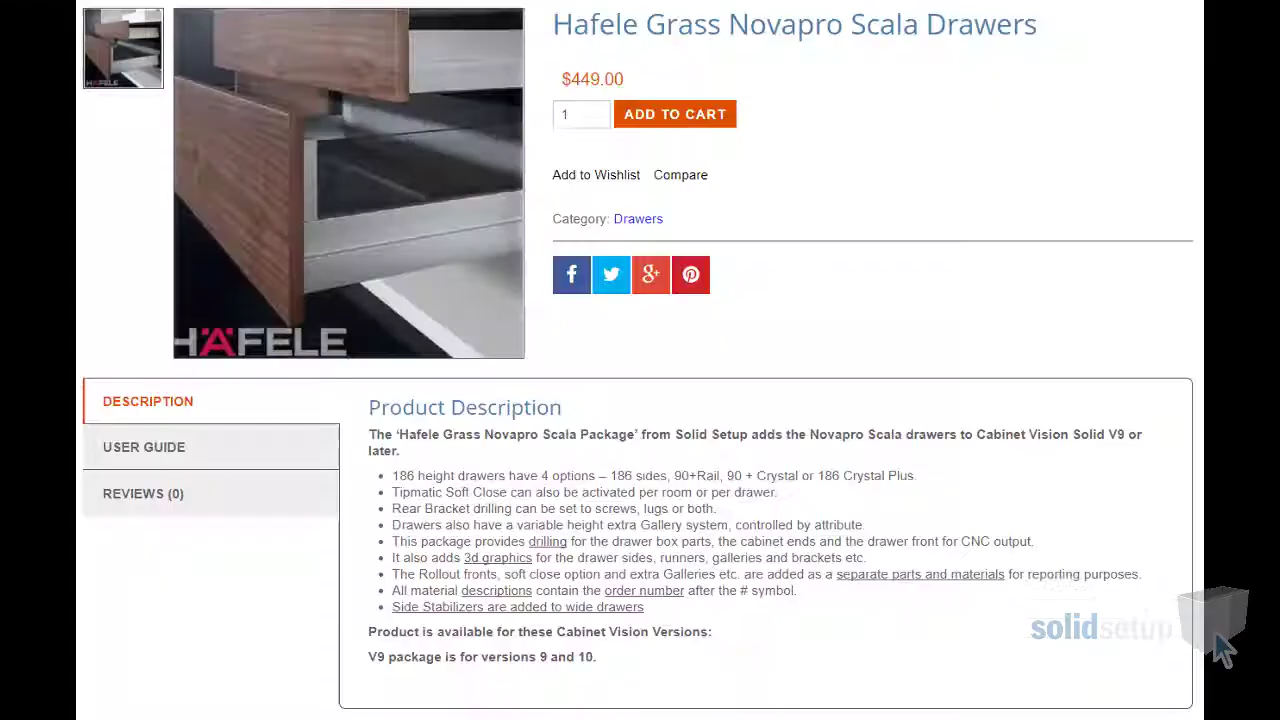 Hafele Grass Novapro Scala Drawers
$449.00
1
ADD TO CART
Add to Wishlist Compare
Category: Drawers
HÄFELE
HÄFELE
DESCRIPTION
USER GUIDE
REVIEWS (0)
Product Description
The ‘Hafele Grass Novapro Scala Package’ from Solid Setup adds the Novapro Scala drawers to Cabinet Vision Solid V9 or
later.
186 height drawers have 4 options – 186 sides, 90+Rail, 90 + Crystal or 186 Crystal Plus.
Tipmatic Soft Close can also be activated per room or per drawer.
Rear Bracket drilling can be set to screws, lugs or both.
Drawers also have a variable height extra Gallery system, controlled by attribute.
This package provides drilling for the drawer box parts, the cabinet ends and the drawer front for CNC output.
It also adds 3d graphics for the drawer sides, runners, galleries and brackets etc.
The Rollout fronts, soft close option and extra Galleries etc. are added as a separate parts and materials for reporting purposes.
All material descriptions contain the order number after the # symbol.
Side Stabilizers are added to wide drawers
Product is available for these Cabinet Vision Versions:
V9 package is for versions 9 and 10.
solidsetup